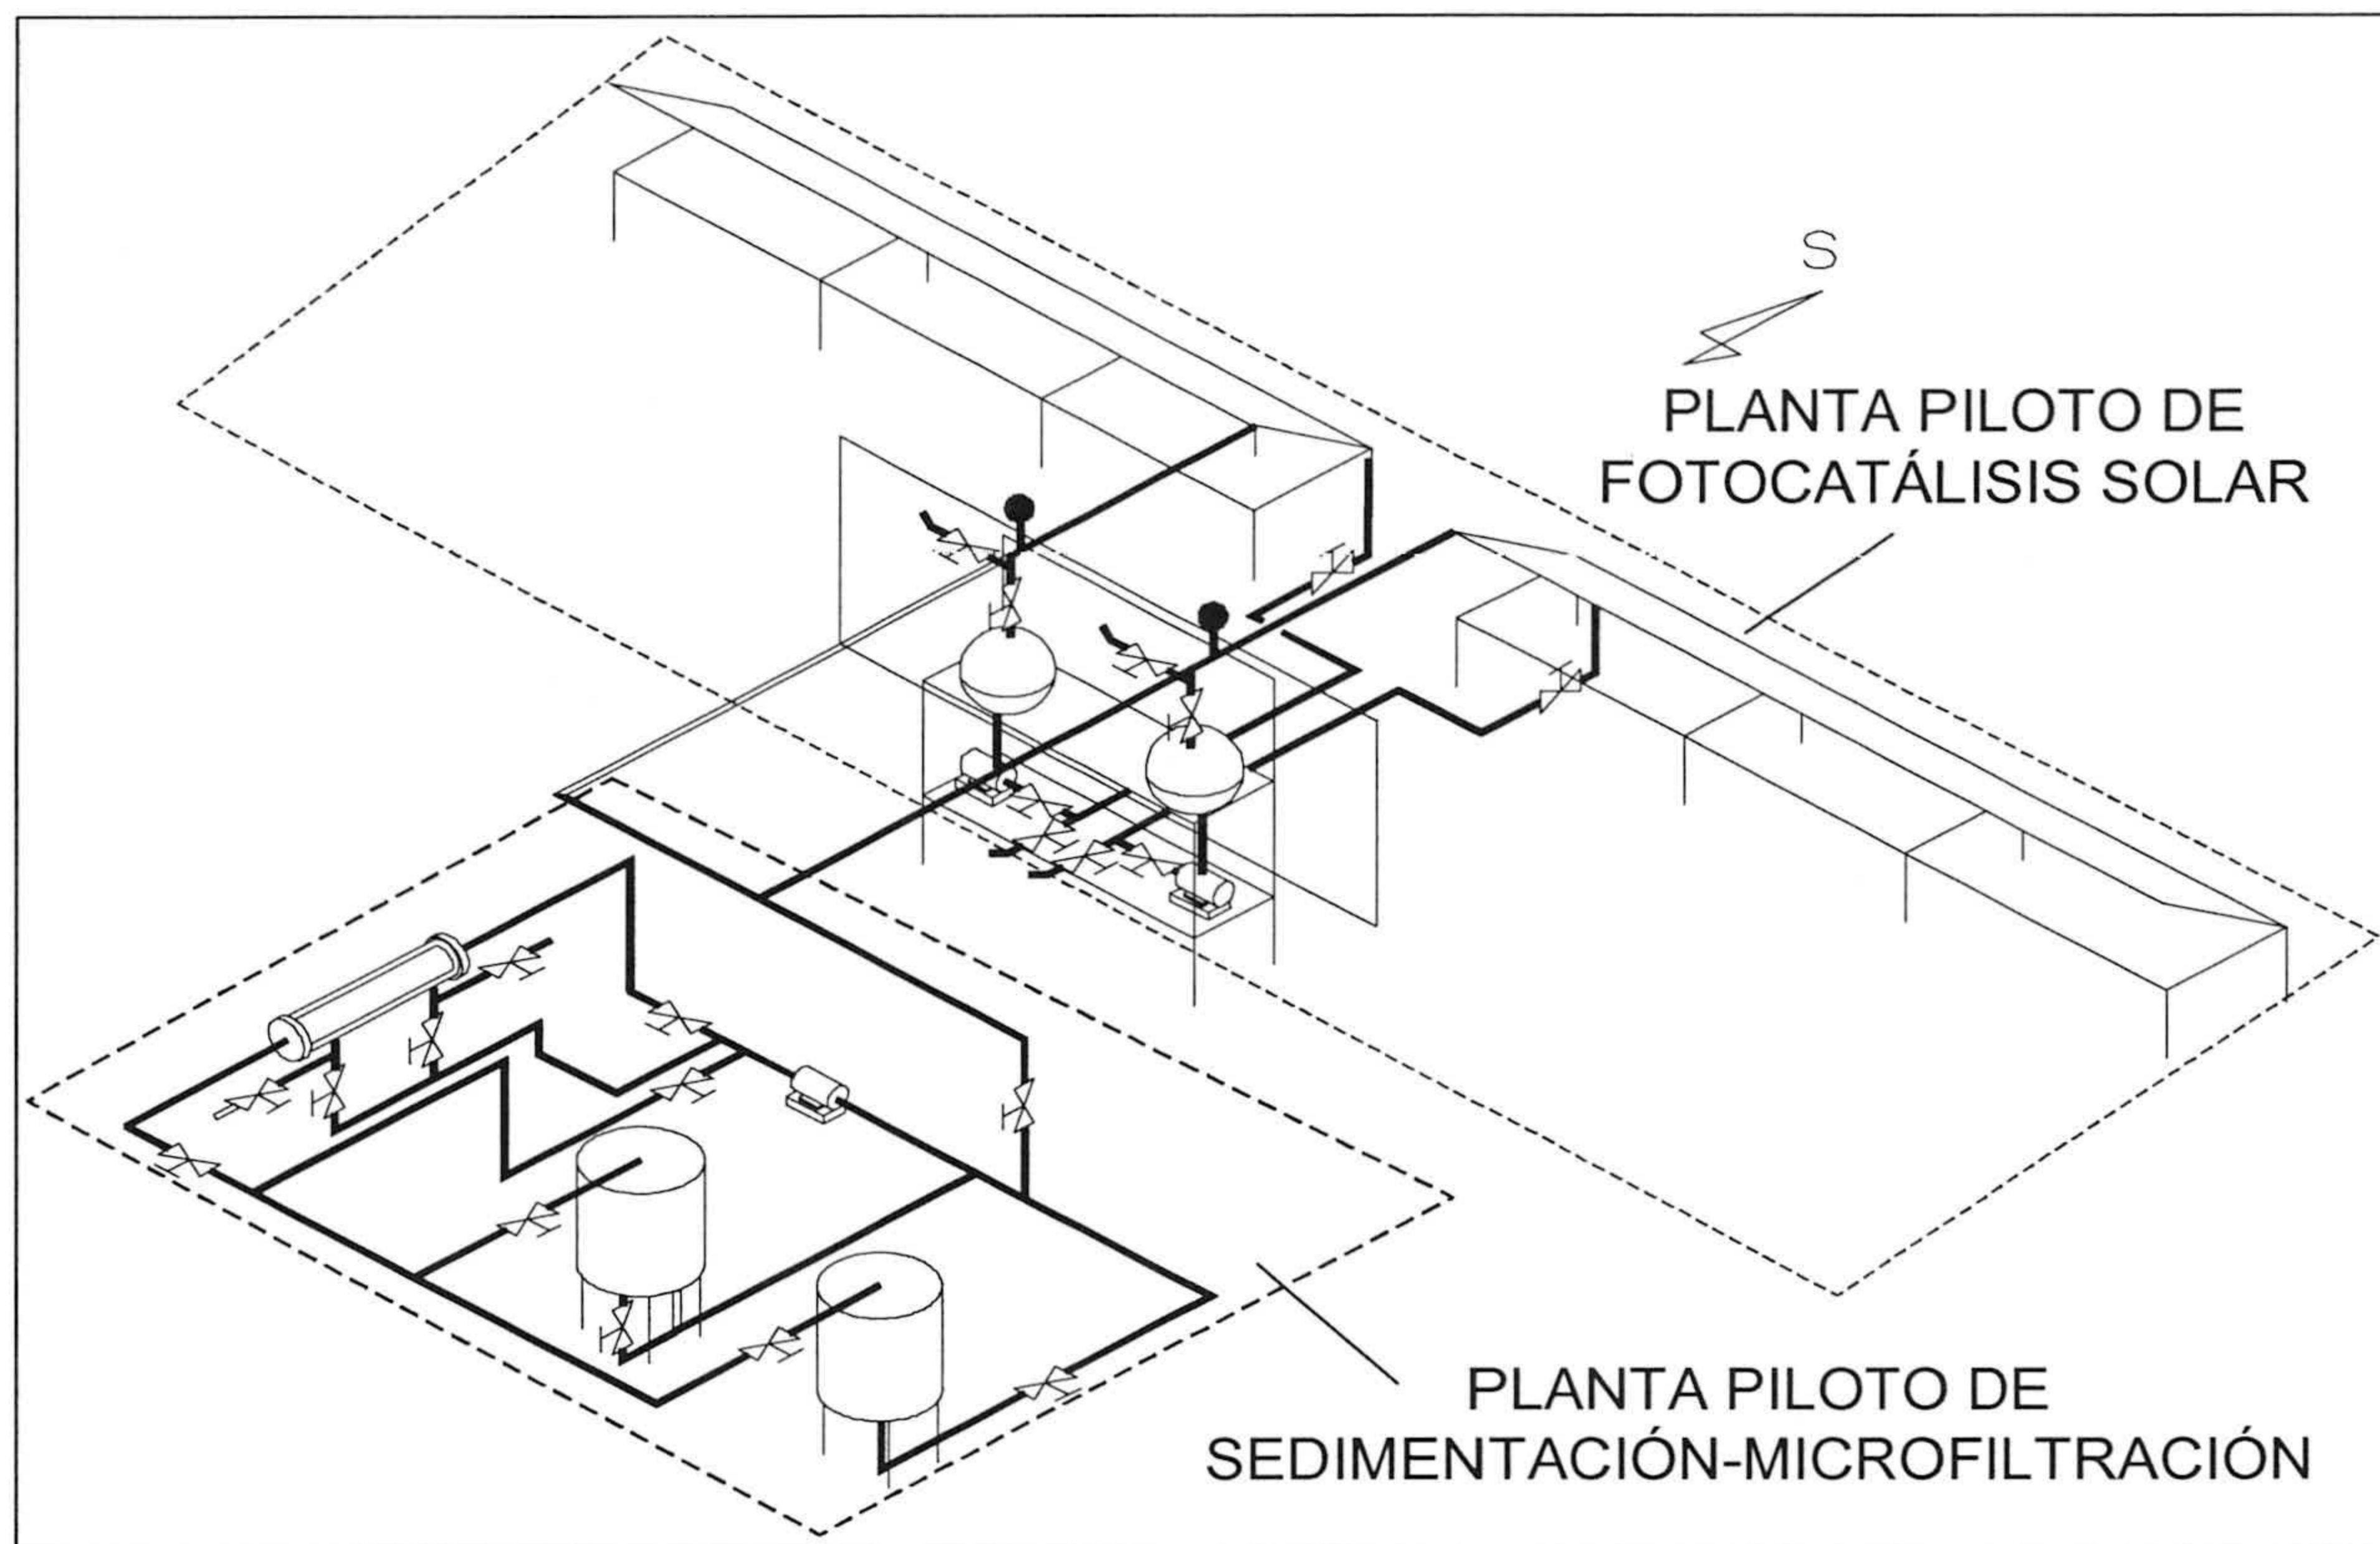 S
PLANTA PILOTO DE
FOTOCATÁLISIS SOLAR
PLANTA PILOTO DE
SEDIMENTACIÓN-MICROFILTRACIÓN